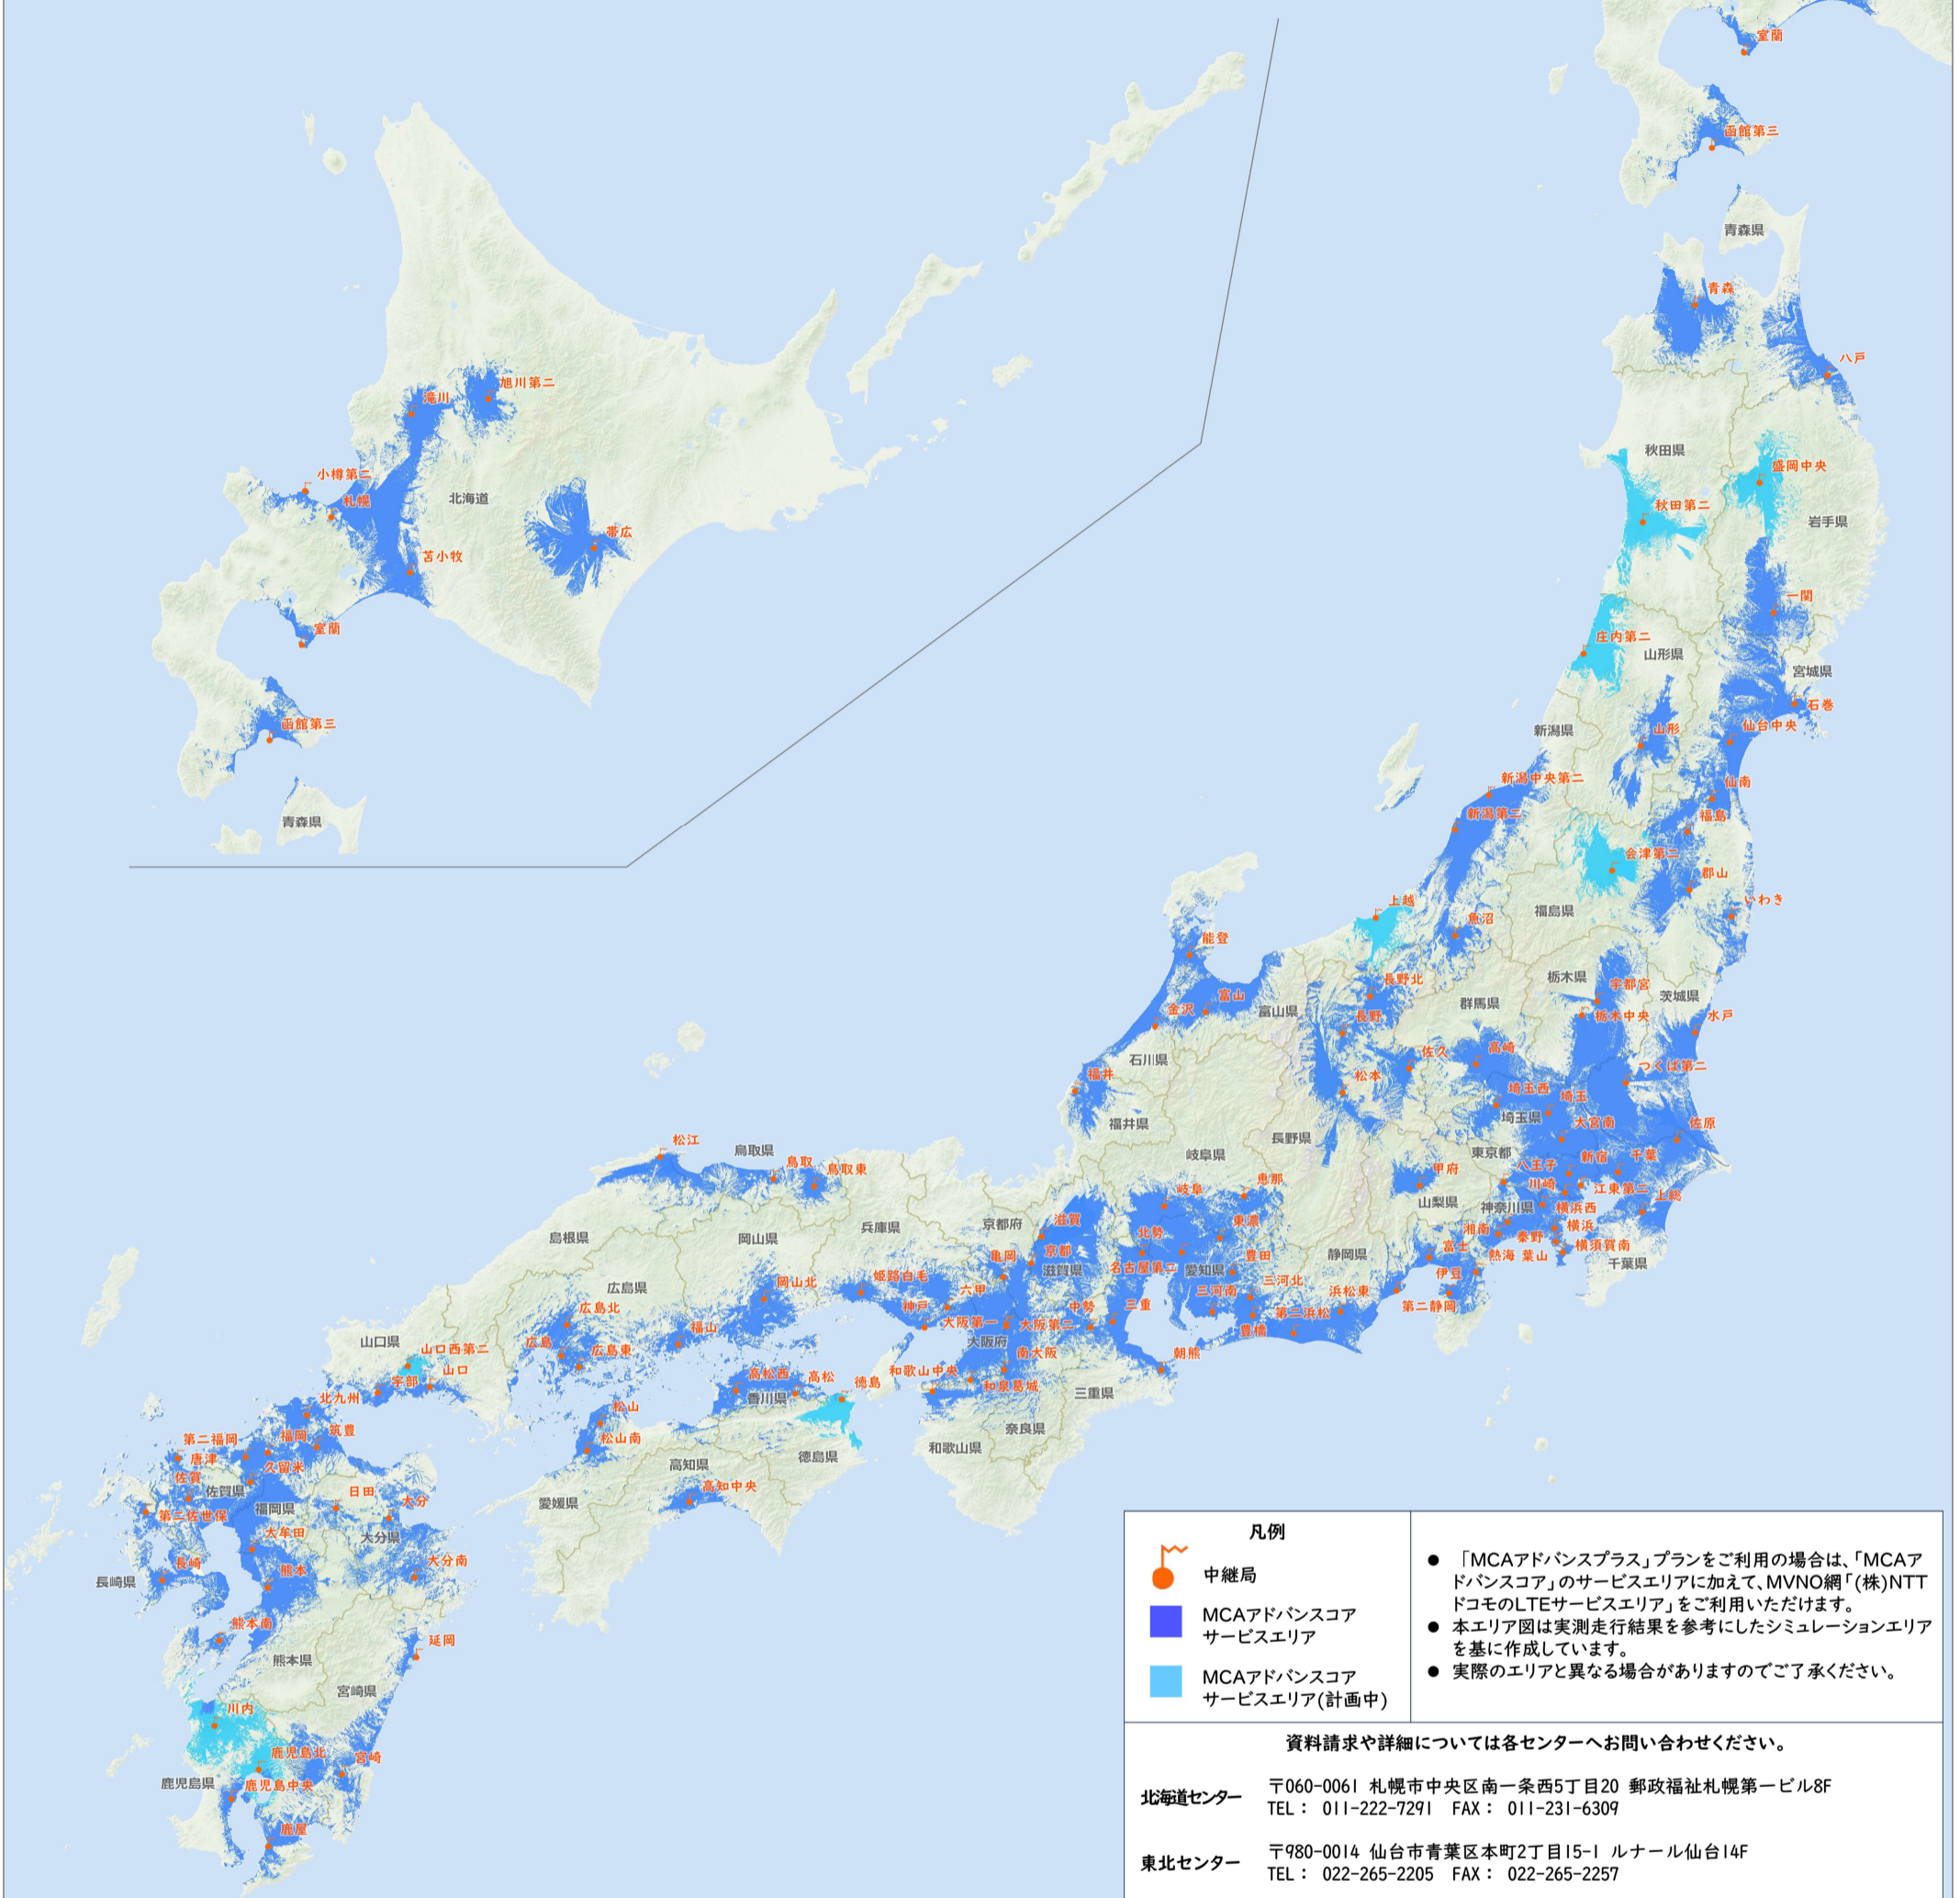 室蘭
函館第三
青森県
青森
八戸
旭川第二
滝川
小樽第二
札幌
北海道
帯広
苫小牧
室蘭
函館第三
青森県
秋田県
盛岡中央
秋田第二
岩手県
一関
庄内第二
山形県
宮城県
石巻
仙台中央
山形
新潟県
新潟中央第二
仙南
新潟第二
福島
会津第二
郡山
いわき
上越
福島県
魚沼
能登
栃木県
長野北
宇都宮
茨城県
富山
群馬県
金沢
富山県
長野
栃木中央
水戸
石川県
佐久
高崎
つくば第二
福井
松本
埼玉西
埼玉
埼玉県
福井県
大宮南
佐原
長野県
松江
鳥取県
岐阜県
東京都
鳥取
鳥取東
甲府
八王子
新宿
千葉
恵那
川崎
江東第二
岐阜
山梨県
神奈川県
上総
横浜西
兵庫県
京都府
滋賀
島根県
岡山県
北勢
東濃
湘南
秦野
横浜
横須賀南
亀岡
京都
静岡県
富士
熱海
葉山
千葉県
滋賀県
名古屋第二
愛知県
豊田
伊豆
広島県
岡山北
姫路白毛
六甲
三河南
三河北
浜松東
第二静岡
広島北
神戸
中勢
三重
第二浜松
大阪第一
大阪第二
豊橋
福山
広島
広島東
大阪府
山口県
山口西第二
南大阪
朝熊
宇部
山口
高松西
高松
徳島
和歌山中央
和泉葛城
三重県
香川県
北九州
松山
奈良県
筑豊
第二福岡
福岡
松山南
和歌山県
唐津
久留米
高知県
徳島県
佐賀
佐賀県
日田
大分
高知中央
愛媛県
福岡県
第二佐世保
大牟田
大分県
長崎
大分南
長崎県
熊本
熊本南
延岡
熊本県
宮崎県
川内
鹿児島北
宮崎
鹿児島県
鹿児島中央
鹿屋
凡例
中継局
MCAアドバンスコア
サービスエリア
MCAアドバンスコア
サービスエリア(計画中)
● 「MCAアドバンスプラス」プランをご利用の場合は、「MCAア
ドバンスコア」のサービスエリアに加えて、MVNO網「(株)NTT
ドコモのLTEサービスエリア」をご利用いただけます。
● 本エリア図は実測走行結果を参考にしたシミュレーションエリア
を基に作成しています。
● 実際のエリアと異なる場合がありますのでご了承ください。
資料請求や詳細については各センターへお問い合わせください。
北海道センター
〒060-0061 札幌市中央区南一条西5丁目20 郵政福祉札幌第一ビル8F
TEL： 011-222-7291 FAX： 011-231-6309
東北センター
〒980-0014 仙台市青葉区本町2丁目15-1 ルナール仙台14F
TEL： 022-265-2205 FAX： 022-265-2257